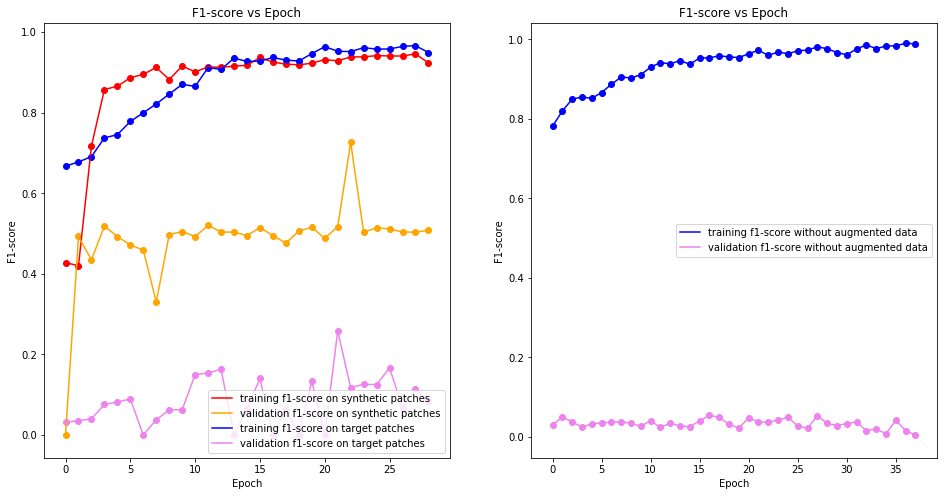 F1-score vs Epoch
1.0
0.8
0.6
0.4
0.2
0.0
F1-score
0
5
10
15
20
25
Epoch
training f1-score on synthetic patches
validation f1-score on synthetic patches
training f1-score on target patches
validation f1-score on target patches
F1-score vs Epoch
1.0
0.8
0.6
0.4
0.2
0.0
F1-score
0
5
10
15
20
25
30
35
Epoch
training f1-score without augmented data
validation f1-score without augmented data